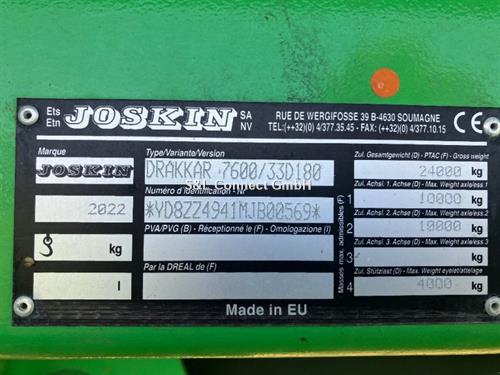 Ets
Etn
JOSKIN SA
NV
RUE DE WERGIFOSSE 39 B-4630 SOUMAGNE
TEL:(++32(0) 4/377.35.45 - FAX: (++32(0) 4/377.10.15
CE
Marque
JOSKIN
2022
kg
l
Type/Variante/Version
DRAKKAR 7600/33D180
S&L Connect GmbH
Numéro d'identification - Nr
*YD8ZZ4941MJB00569*
PVA/PVG (B) - Réceptionné le (F) - Omologazione (I)
Par la DREAL de (F)
Masses max. admissibles (F)
Zul. Gesamtgewicht (D) - PTAC (F) - Gross weight
24000 kg
Zul. Achsl. 1. Achse (D) - Max. Weight axleless.1
1 10000 kg
Zul. Achsl. 2. Achse (D) - Max. Weight axleless.2
2 10000 kg
Zul. Achsl. 3. Achse (D) - Max. Weight axleless.3
3 kg
Zul. Stützlast (D) - Max. Weight eyelet/attelage
4 4000 kg
Made in EU